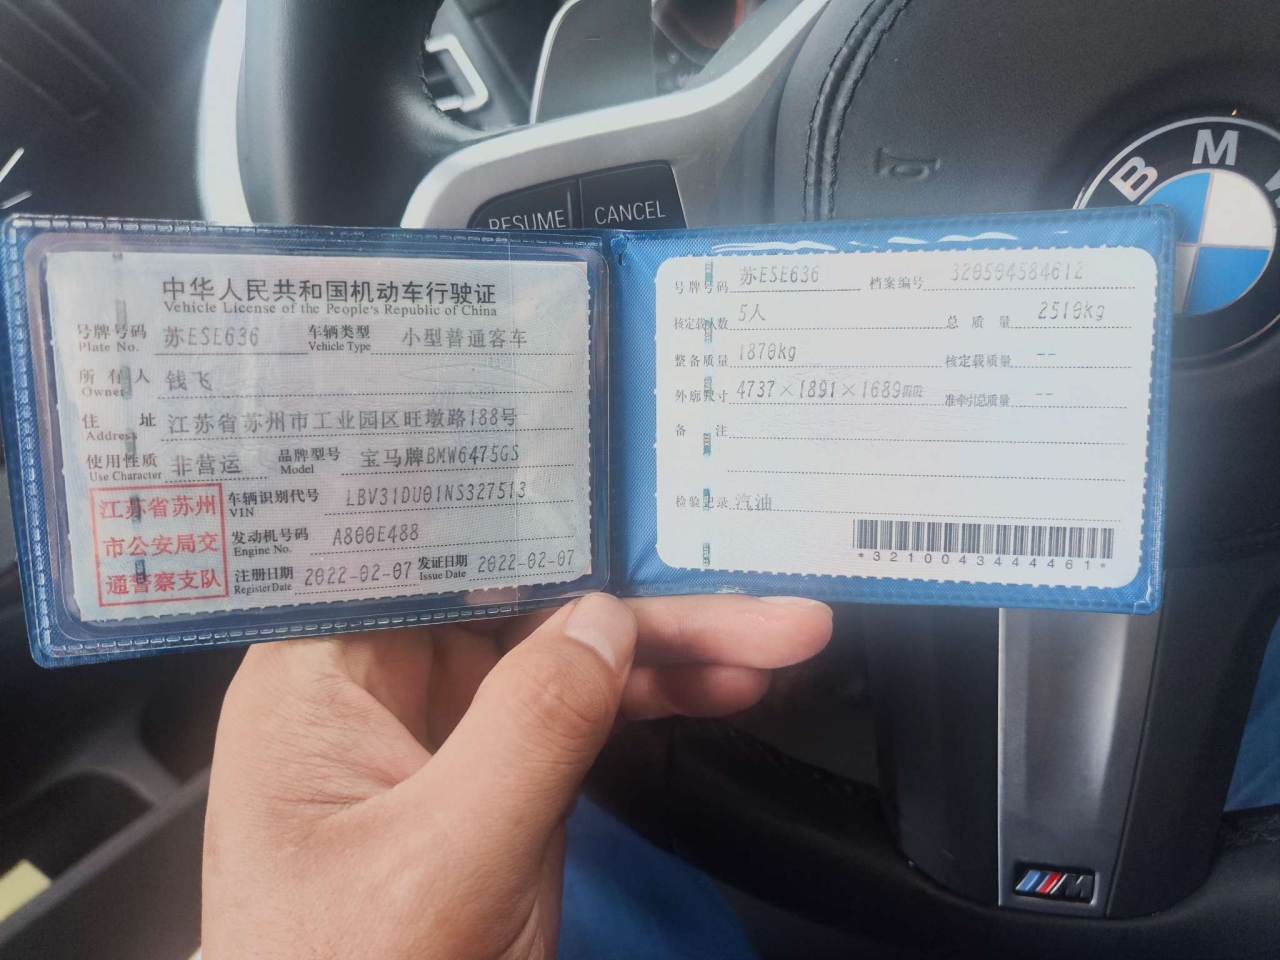 RESUME
CANCEL
BM
中华人民共和国机动车行驶证
Vehicle License of the People's Republic of China
号牌号码 苏ESE636 车辆类型 小型普通客车
Plate No. Vehicle Type
所有人 钱飞
Owner
住址 江苏省苏州市工业园区旺墩路188号
Address
使用性质 非营运 品牌型号 宝马牌BMW6475GS
Use Character Model
江苏省苏州
市公安局交
通警察支队
车辆识别代号 LBV31DU01NS327513
VIN
发动机号码 A800E488
Engine No.
注册日期 2022-02-07 发证日期 2022-02-07
Register Date Issue Date
号牌号码 苏ESE636 档案编号 320504584612
核定载人数 5人 总质量 2510kg
整备质量 1870kg 核定载质量 --
外廓尺寸 4737×1891×1689mm 准牵引总质量 --
备注
检验记录 汽油
*3210043444461*
M